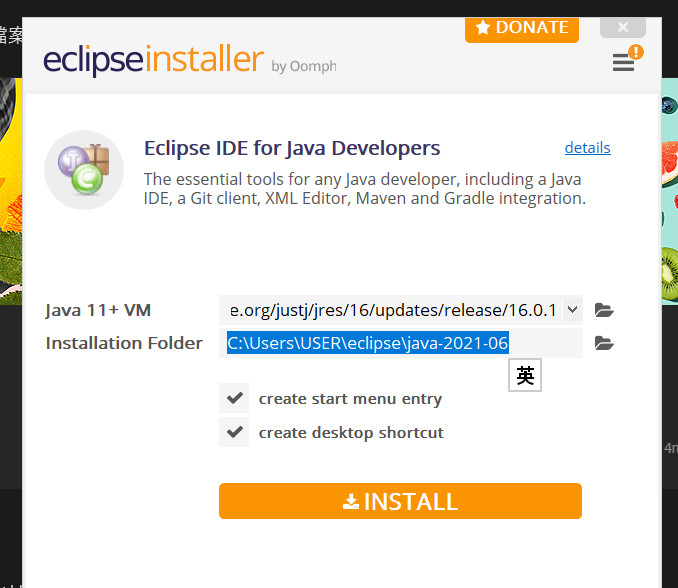 檔案
DONATE
eclipseinstaller by Oomph
Eclipse IDE for Java Developers
details
The essential tools for any Java developer, including a Java
IDE, a Git client, XML Editor, Maven and Gradle integration.
Java 11+ VM
e.org/justj/jres/16/updates/release/16.0.1
Installation Folder
C:\Users\USER\eclipse\java-2021-06
英
create start menu entry
create desktop shortcut
INSTALL